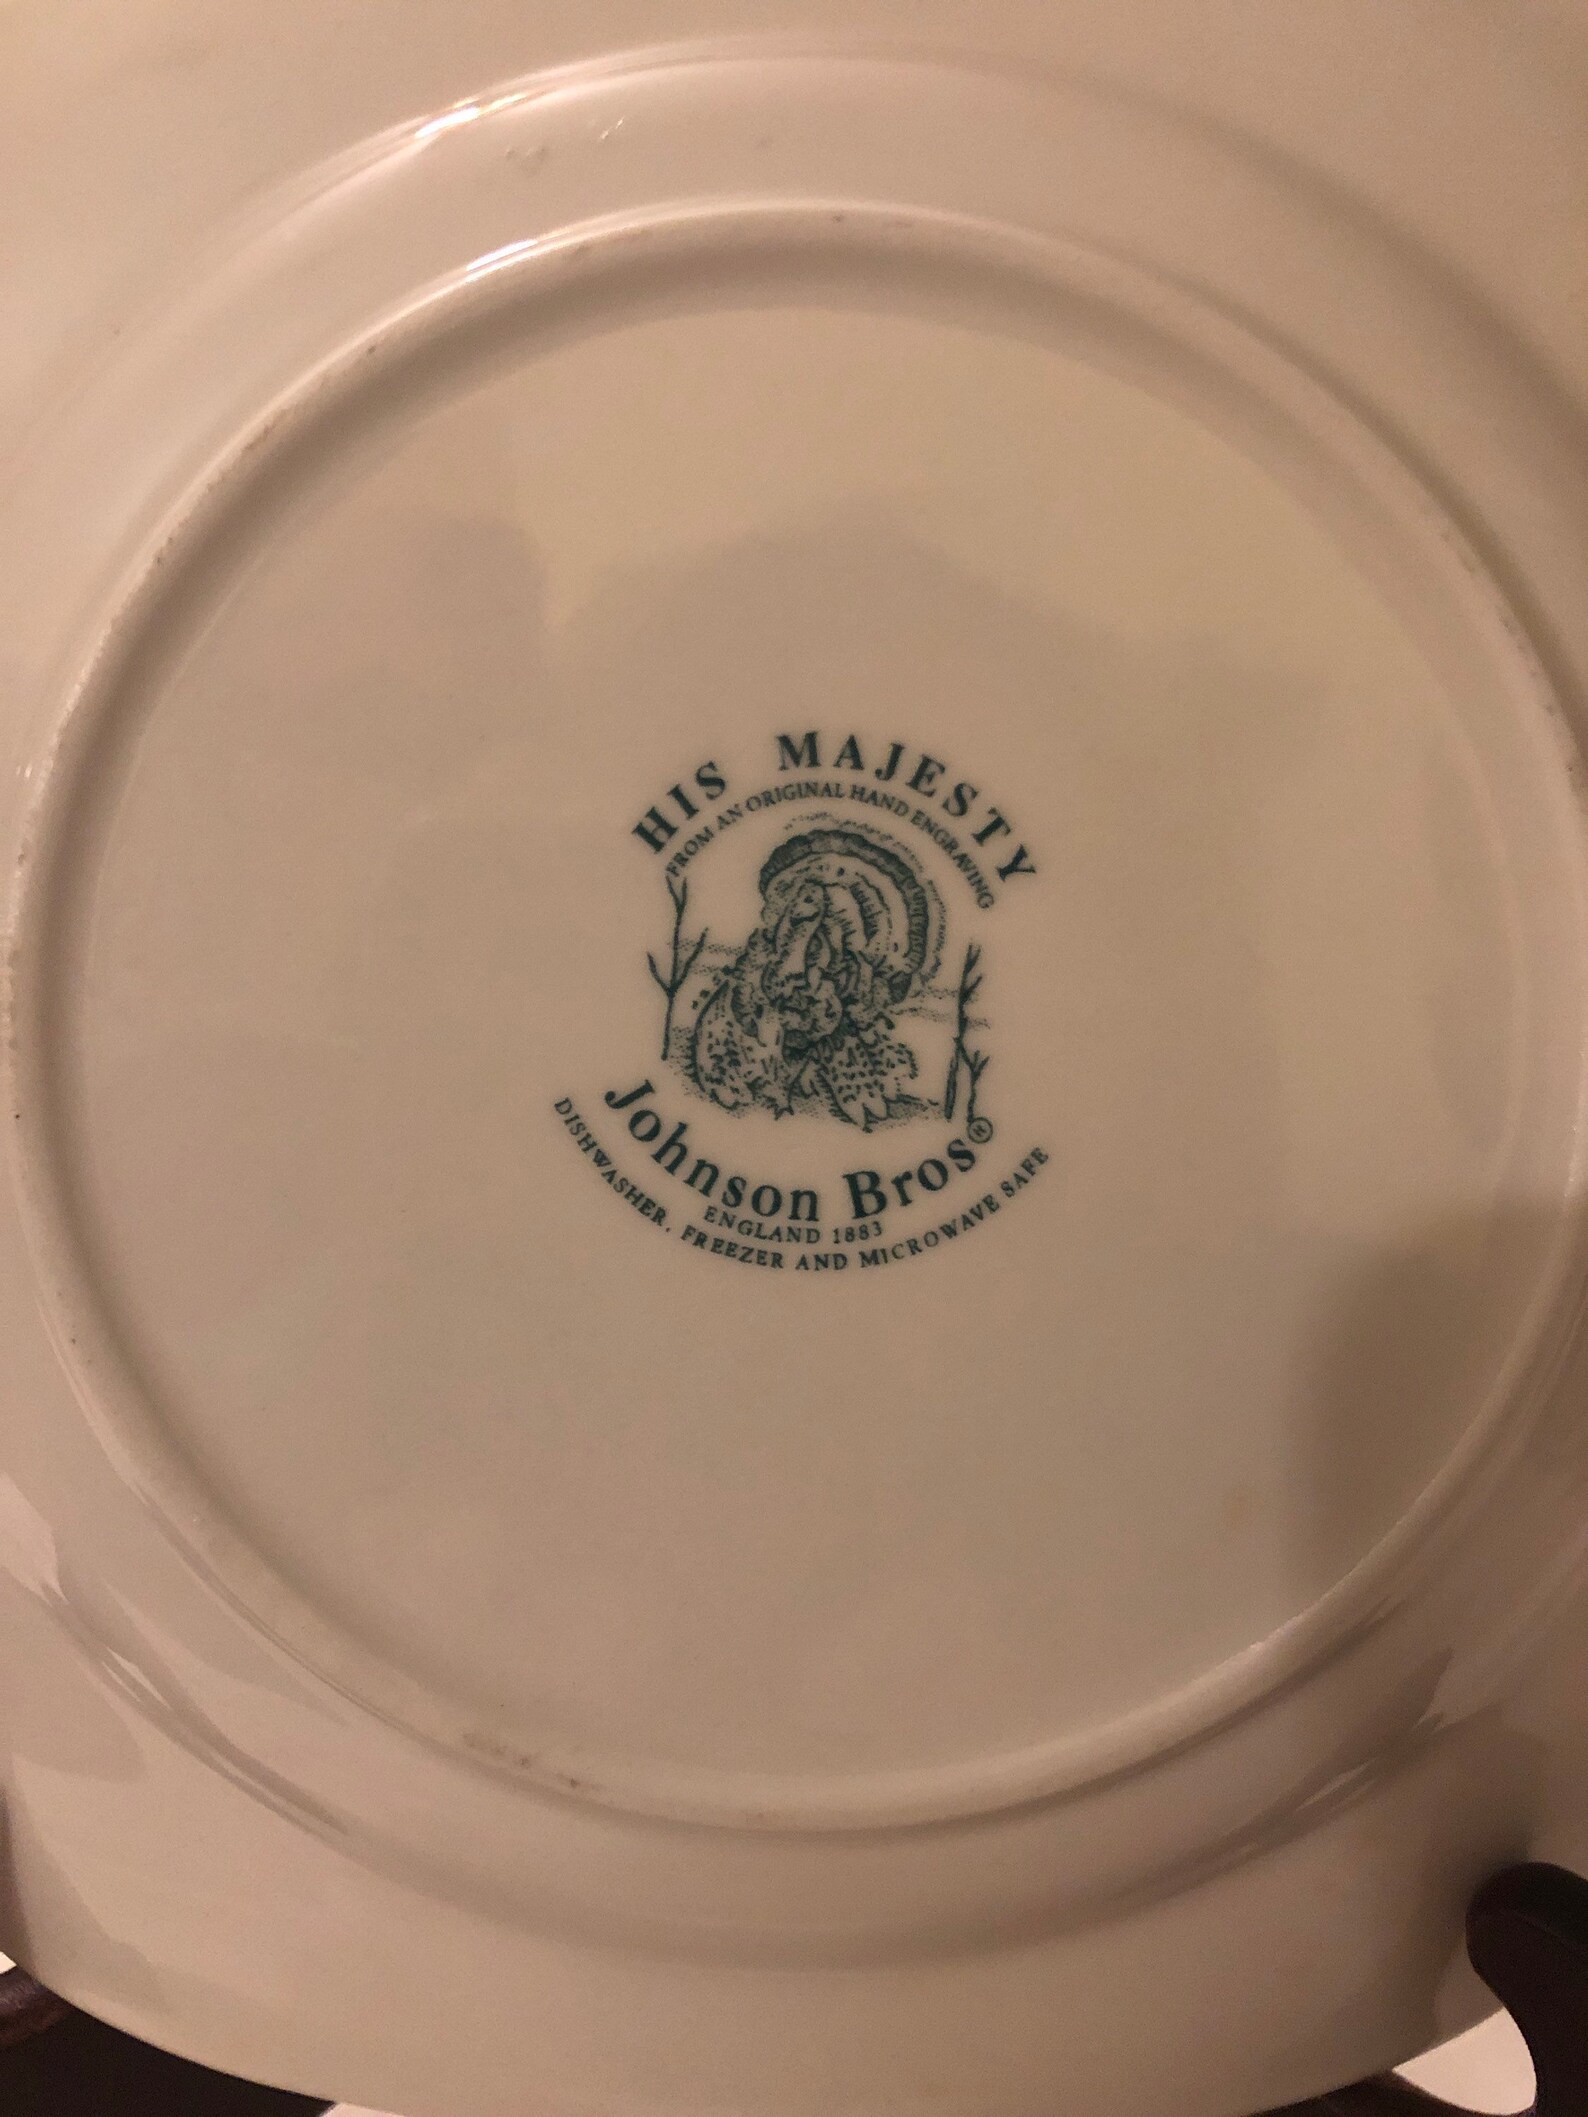 HIS MAJESTY
FROM AN ORIGINAL HAND ENGRAVING
Johnson Bros®
ENGLAND 1883
DISHWASHER, FREEZER AND MICROWAVE SAFE